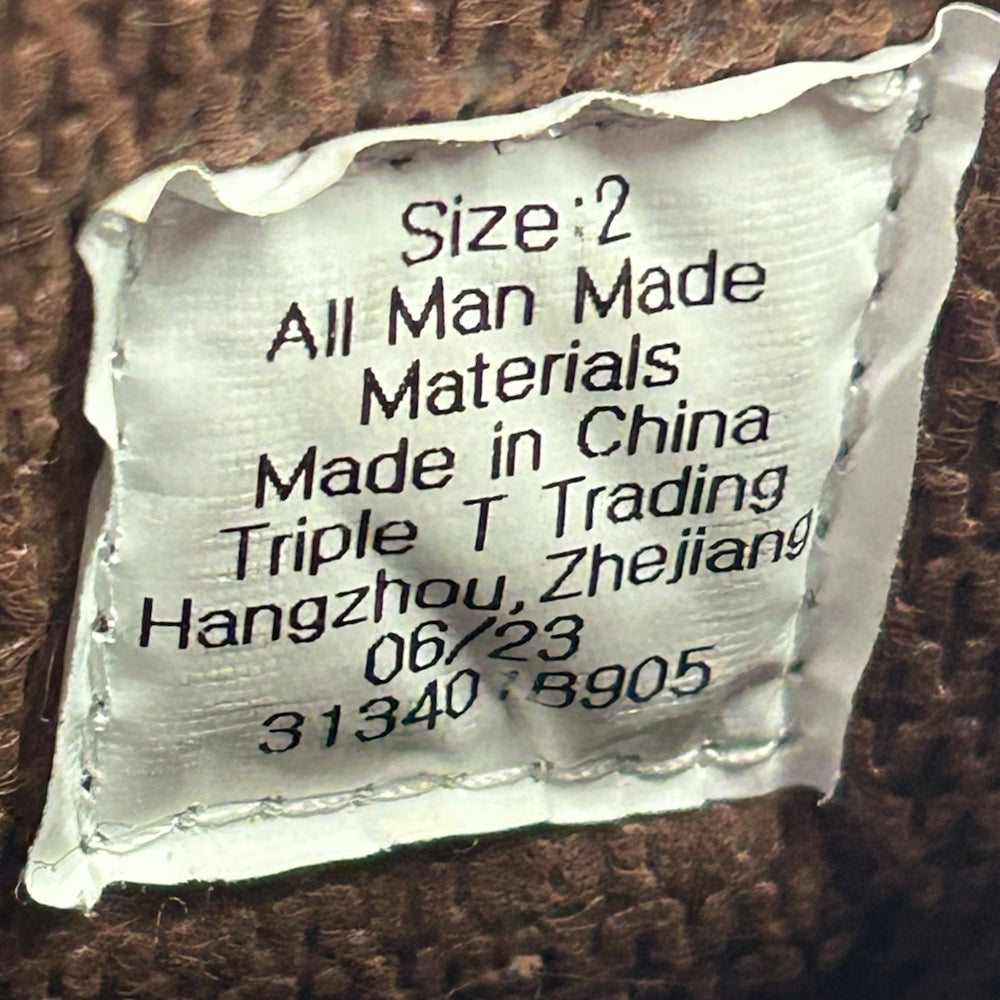 Size:2
All Man Made
Materials
Made in China
Triple T Trading
Hangzhou, Zhejiang
06/23